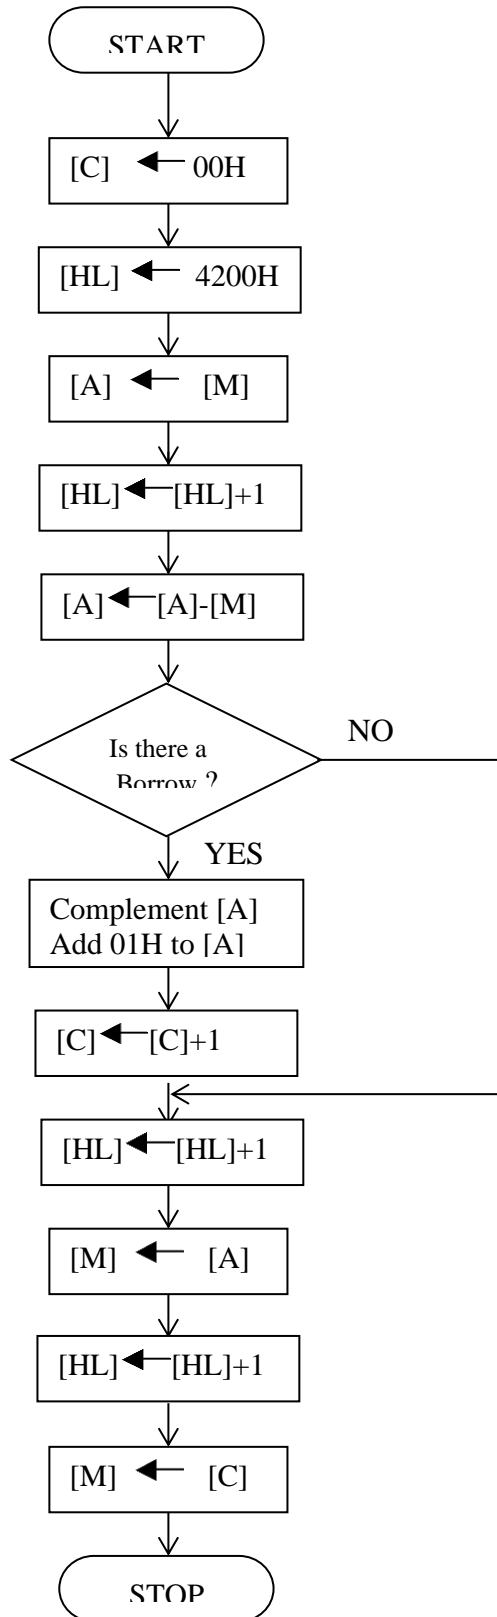 START
[C] ← 00H
[HL] ← 4200H
[A] ← [M]
[HL] ← [HL]+1
[A] ← [A]-[M]
Is there a
Borrow ?
NO
YES
Complement [A]
Add 01H to [A]
[C] ← [C]+1
[HL] ← [HL]+1
[M] ← [A]
[HL] ← [HL]+1
[M] ← [C]
STOP